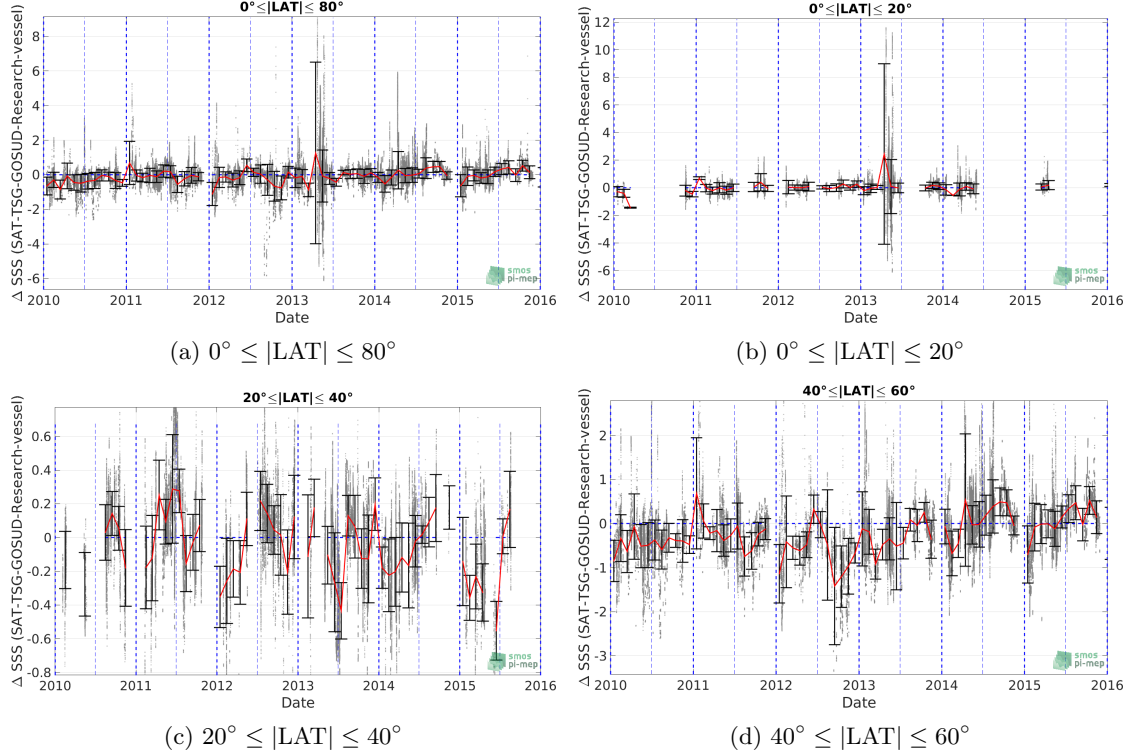 0°≤|LAT|≤ 80°
Δ SSS (SAT-TSG-GOSUD-Research-vessel)
8
6
4
2
0
-2
-4
-6
2010 2011 2012 2013 2014 2015 2016
Date
smos
pi-mep
(a) 0° ≤ |LAT| ≤ 80°
0°≤|LAT|≤ 20°
Δ SSS (SAT-TSG-GOSUD-Research-vessel)
12
10
8
6
4
2
0
-2
-4
-6
2010 2011 2012 2013 2014 2015 2016
Date
smos
pi-mep
(b) 0° ≤ |LAT| ≤ 20°
20°≤|LAT|≤ 40°
Δ SSS (SAT-TSG-GOSUD-Research-vessel)
0.6
0.4
0.2
0
-0.2
-0.4
-0.6
-0.8
2010 2011 2012 2013 2014 2015 2016
Date
smos
pi-mep
(c) 20° ≤ |LAT| ≤ 40°
40°≤|LAT|≤ 60°
Δ SSS (SAT-TSG-GOSUD-Research-vessel)
2
1
0
-1
-2
-3
2010 2011 2012 2013 2014 2015 2016
Date
smos
pi-mep
(d) 40° ≤ |LAT| ≤ 60°